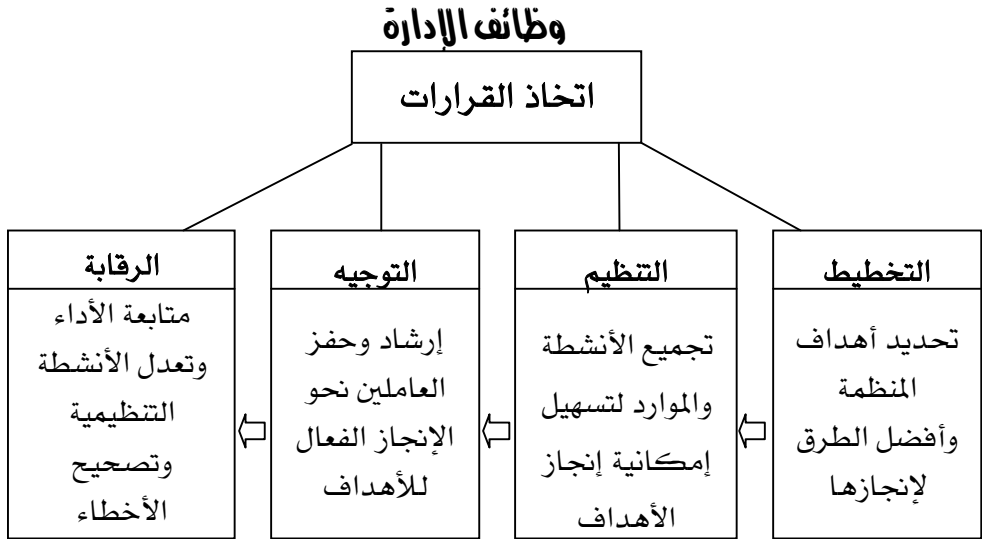 وظائف الإدارة
اتخاذ القرارات
التخطيط
تحديد أهداف
المنظمة
وأفضل الطرق
لإنجازها
التنظيم
تجميع الأنشطة
والموارد لتسهيل
إمكانية إنجاز
الأهداف
التوجيه
إرشاد وحفز
العاملين نحو
الإنجاز الفعال
للأهداف
الرقابة
متابعة الأداء
وتعدل الأنشطة
التنظيمية
وتصحيح
الأخطاء